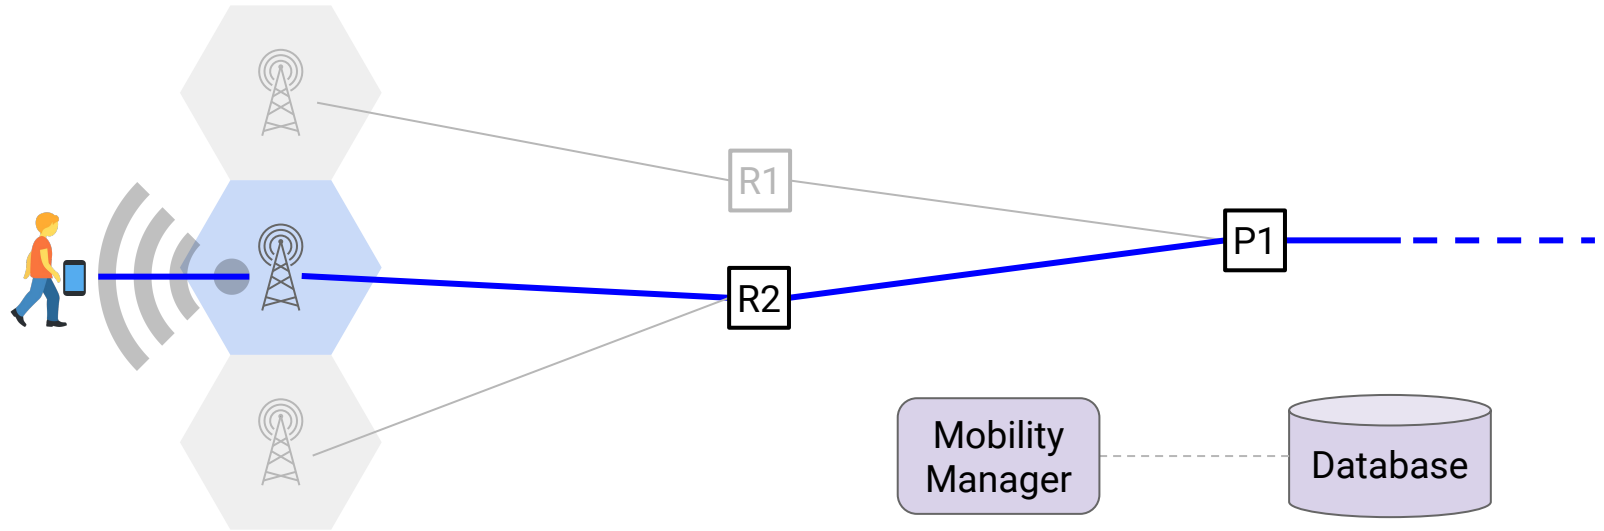 R1
P1
R2
Mobility
Manager
Database